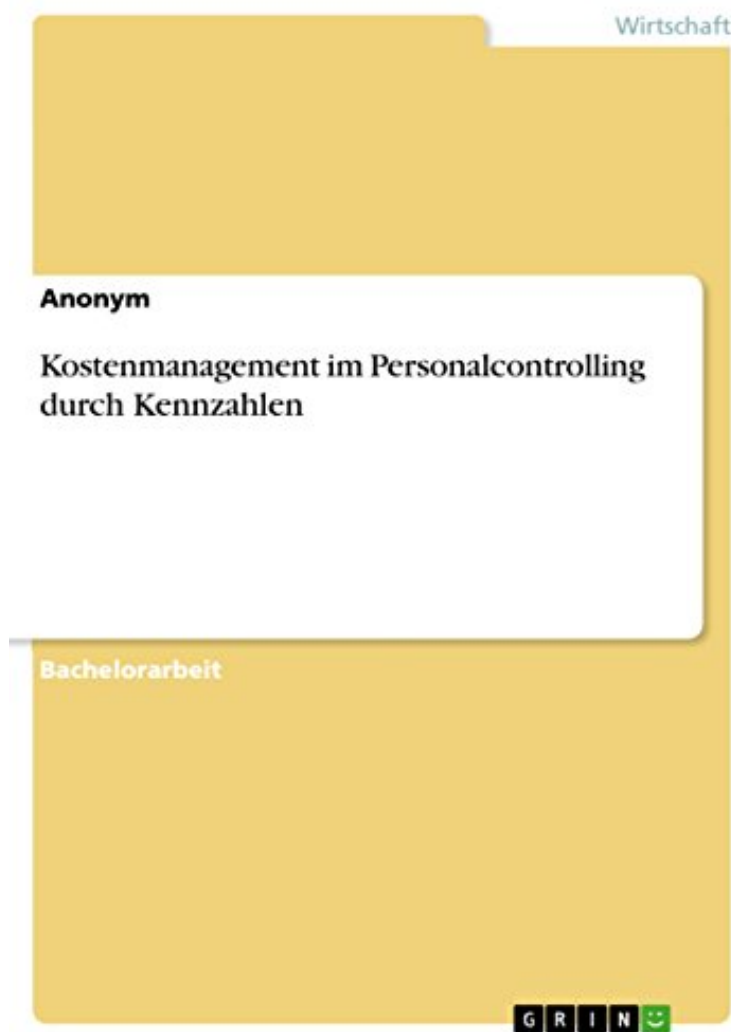 Wirtschaft
Anonym
Kostenmanagement im Personalcontrolling
durch Kennzahlen
Bachelorarbeit
GRIN